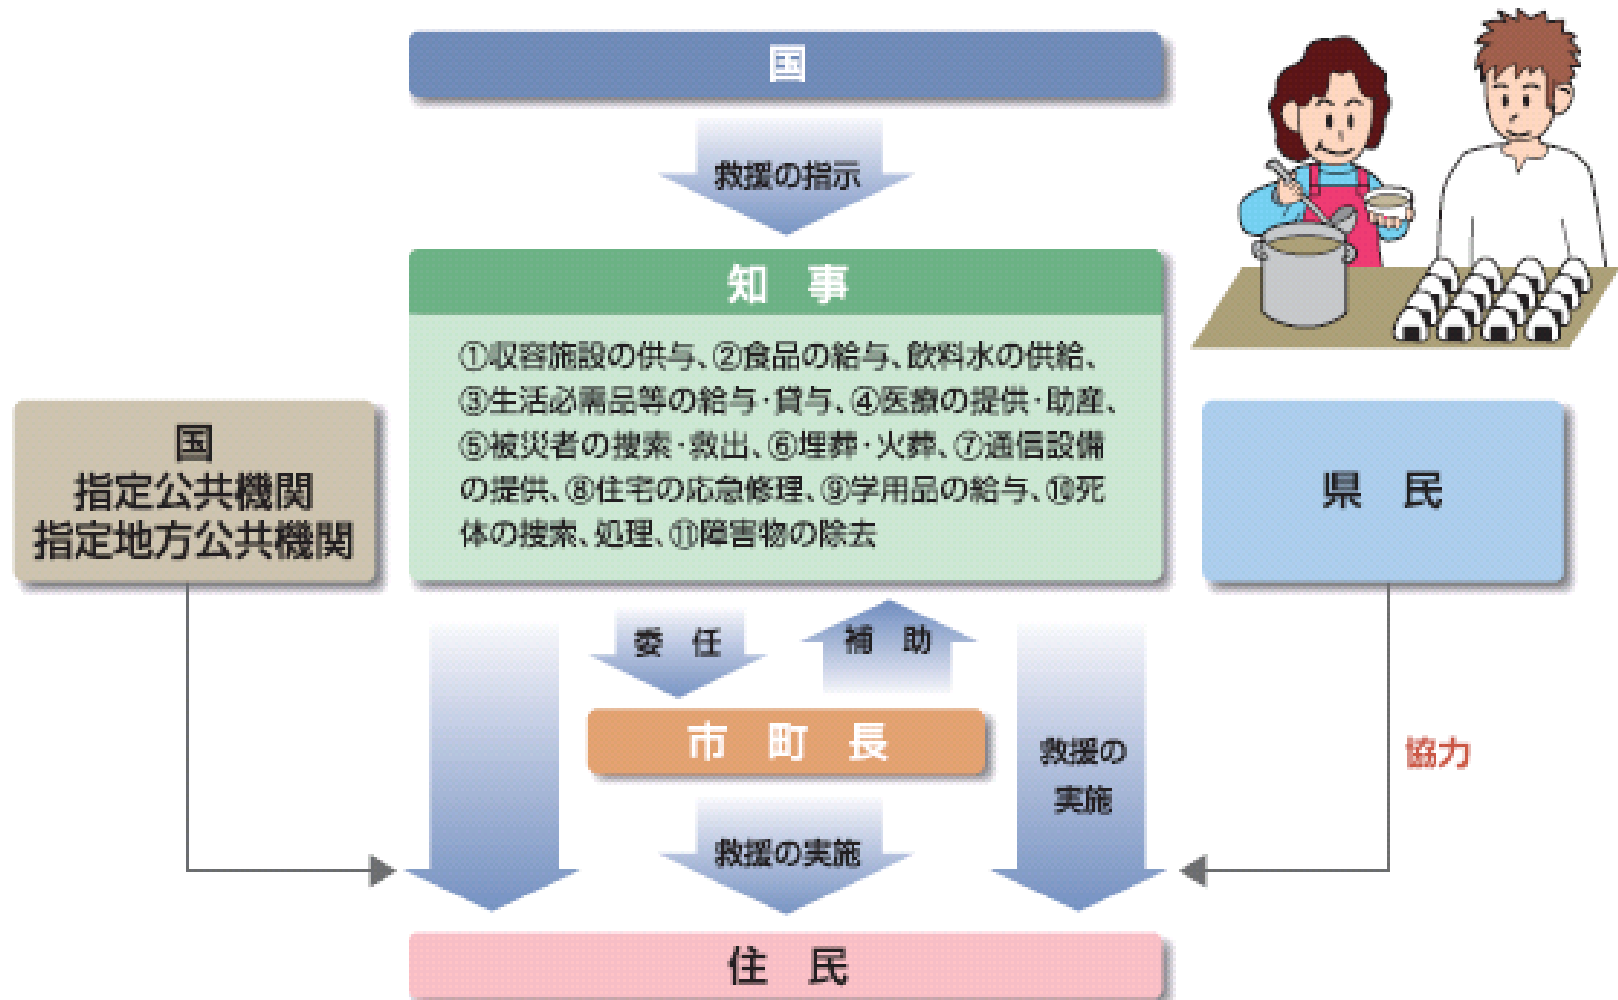 国
救援の指示
知 事
①収容施設の供与、②食品の給与、飲料水の供給、
③生活必需品等の給与・貸与、④医療の提供・助産、
⑤被災者の捜索・救出、⑥埋葬・火葬、⑦通信設備
の提供、⑧住宅の応急修理、⑨学用品の給与、⑩死
体の捜索、処理、⑪障害物の除去
国
指定公共機関
指定地方公共機関
県 民
委 任
補 助
市 町 長
救援の
実施
協力
救援の実施
住 民